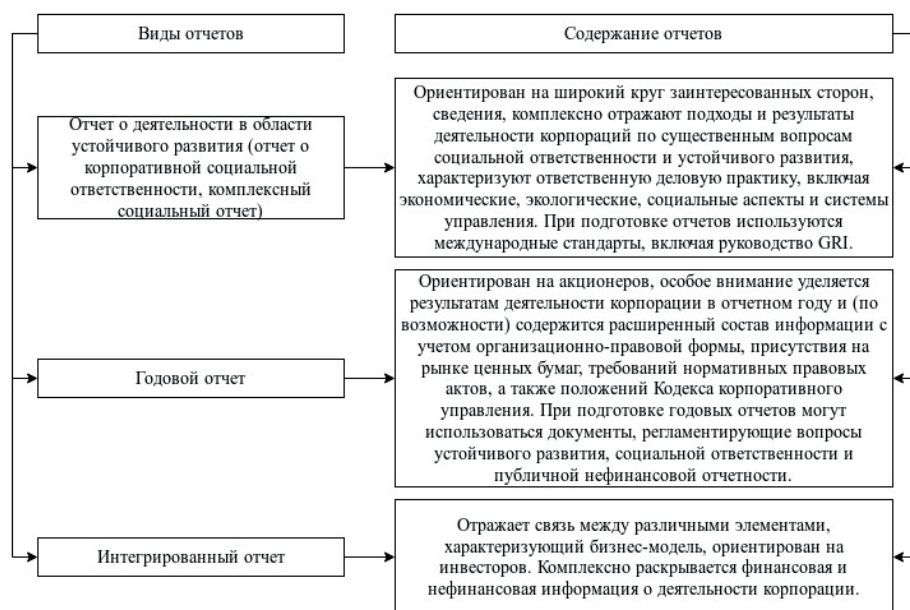 Виды отчетов
Содержание отчетов
Отчет о деятельности в области
устойчивого развития (отчет о
корпоративной социальной
ответственности, комплексный
социальный отчет)
Ориентирован на широкий круг заинтересованных сторон,
сведения, комплексно отражают подходы и результаты
деятельности корпораций по существенным вопросам
социальной ответственности и устойчивого развития,
характеризуют ответственную деловую практику, включая
экономические, экологические, социальные аспекты и системы
управления. При подготовке отчетов используются
международные стандарты, включая руководство GRI.
Годовой отчет
Ориентирован на акционеров, особое внимание уделяется
результатам деятельности корпорации в отчетном году и (по
возможности) содержится расширенный состав информации с
учетом организационно-правовой формы, присутствия на
рынке ценных бумаг, требований нормативных правовых
актов, а также положений Кодекса корпоративного
управления. При подготовке годовых отчетов могут
использоваться документы, регламентирующие вопросы
устойчивого развития, социальной ответственности и
публичной нефинансовой отчетности.
Интегрированный отчет
Отражает связь между различными элементами,
характеризующий бизнес-модель, ориентирован на
инвесторов. Комплексно раскрывается финансовая и
нефинансовая информация о деятельности корпорации.